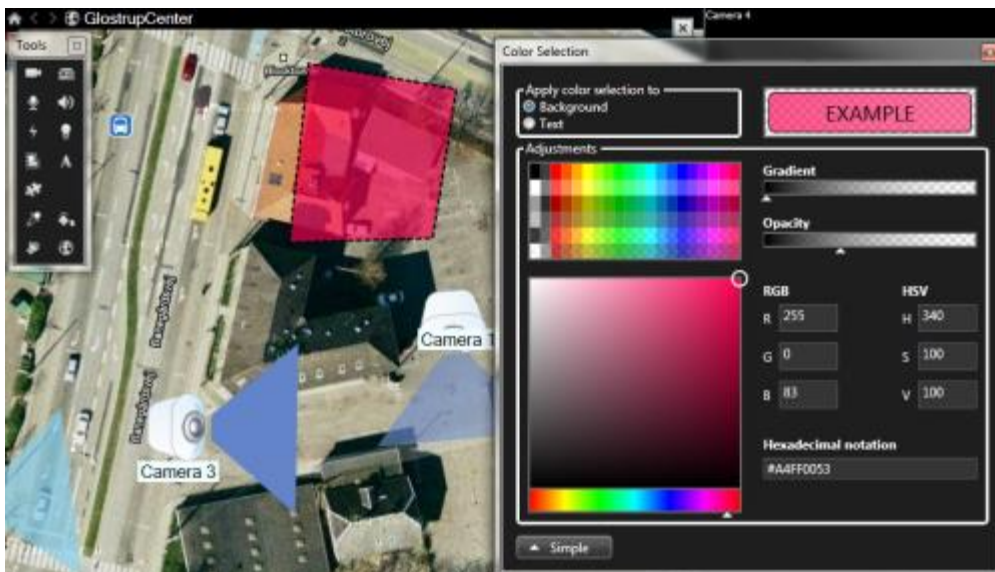 GlostrupCenter
Camera 4
Tools
Color Selection
Apply color selection to
Background
Text
EXAMPLE
Adjustments
Gradient
Opacity
RGB
HSV
R 255
H 340
G 0
S 100
B 83
V 100
Hexadecimal notation
#A4FF0053
Simple
A
Camera 1
Camera 3